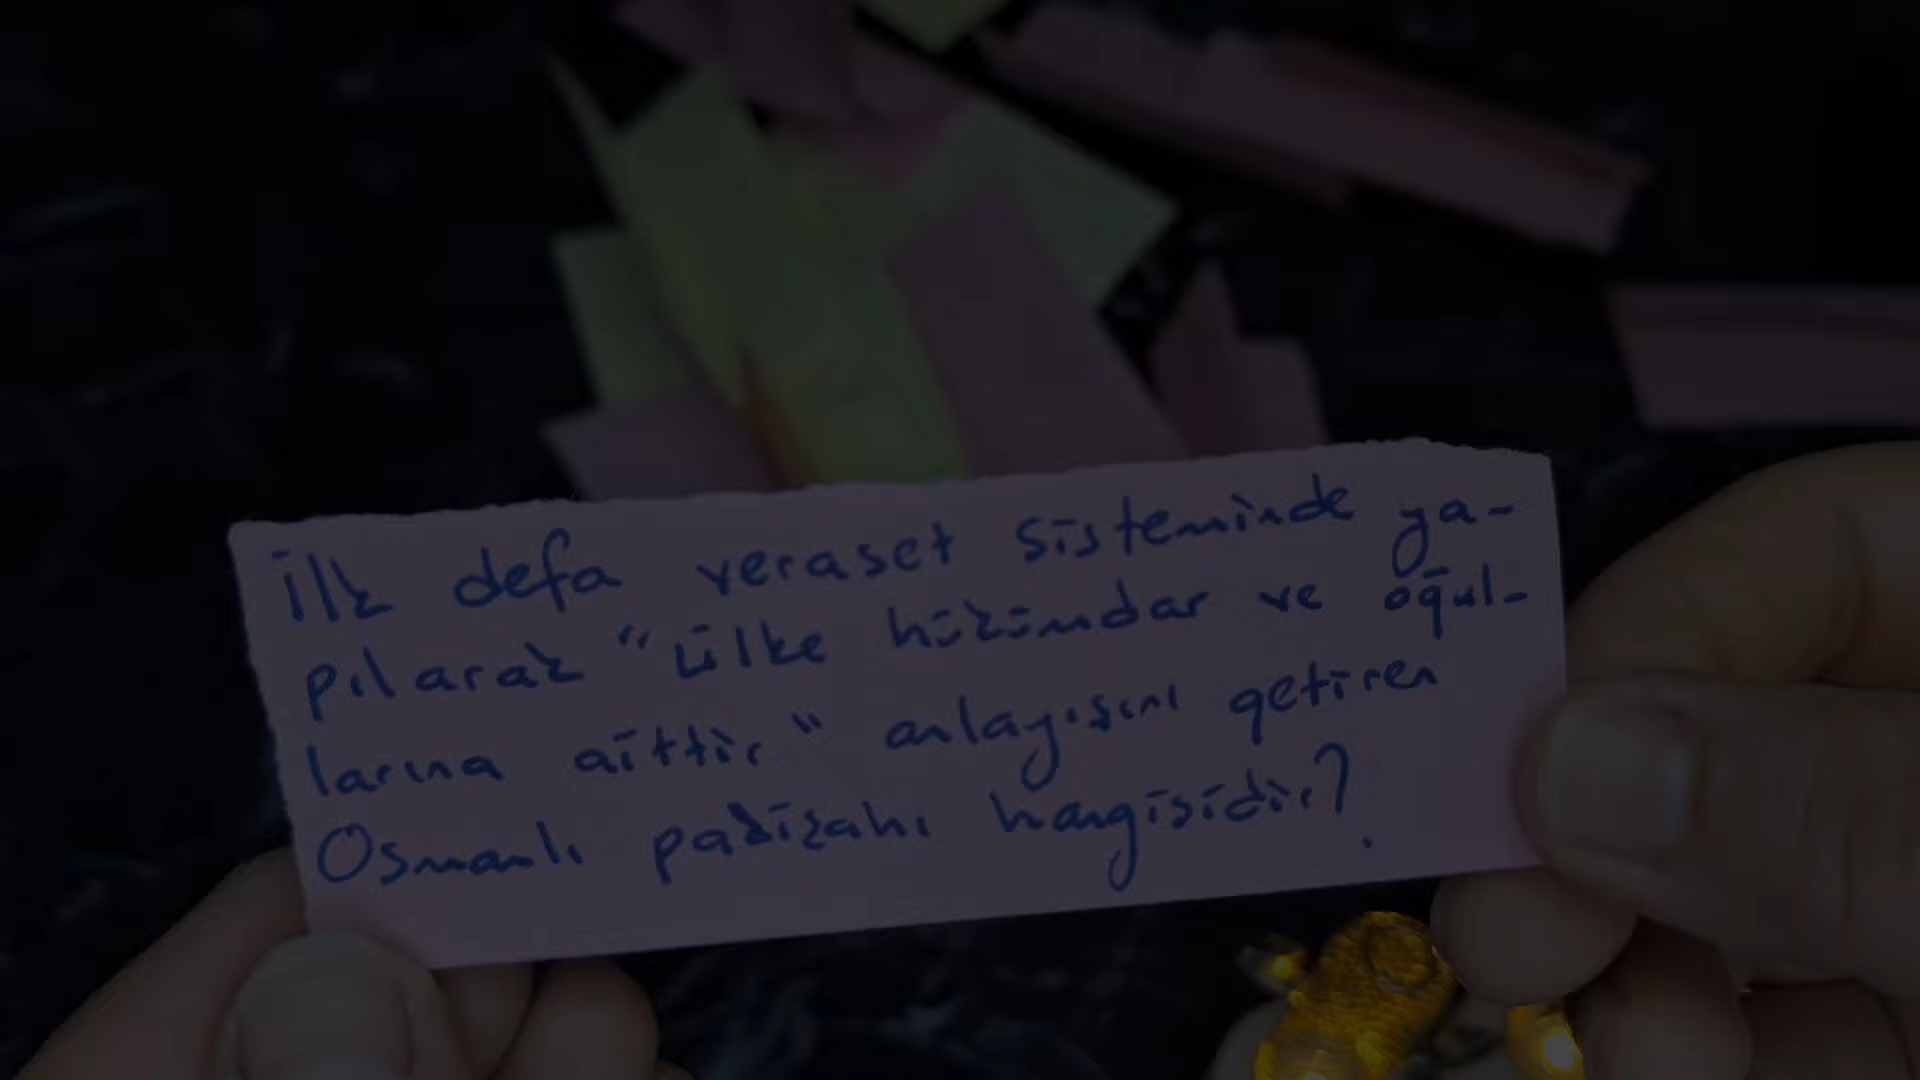 İlk defa veraset sisteminde ya-
pılarak "ülke hükümdar ve oğul-
larına aittir" anlayışını getiren
Osmanlı padişahı hangisidir?